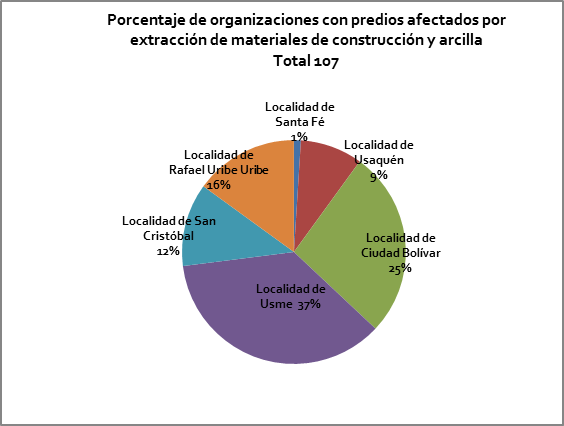 Porcentaje de organizaciones con predios afectados por
extracción de materiales de construcción y arcilla
Total 107
Localidad de
Santa Fé
1%
Localidad de
Usaquén
9%
Localidad de
Ciudad Bolívar
25%
Localidad de
Usme 37%
Localidad de San
Cristóbal
12%
Localidad de
Rafael Uribe Uribe
16%